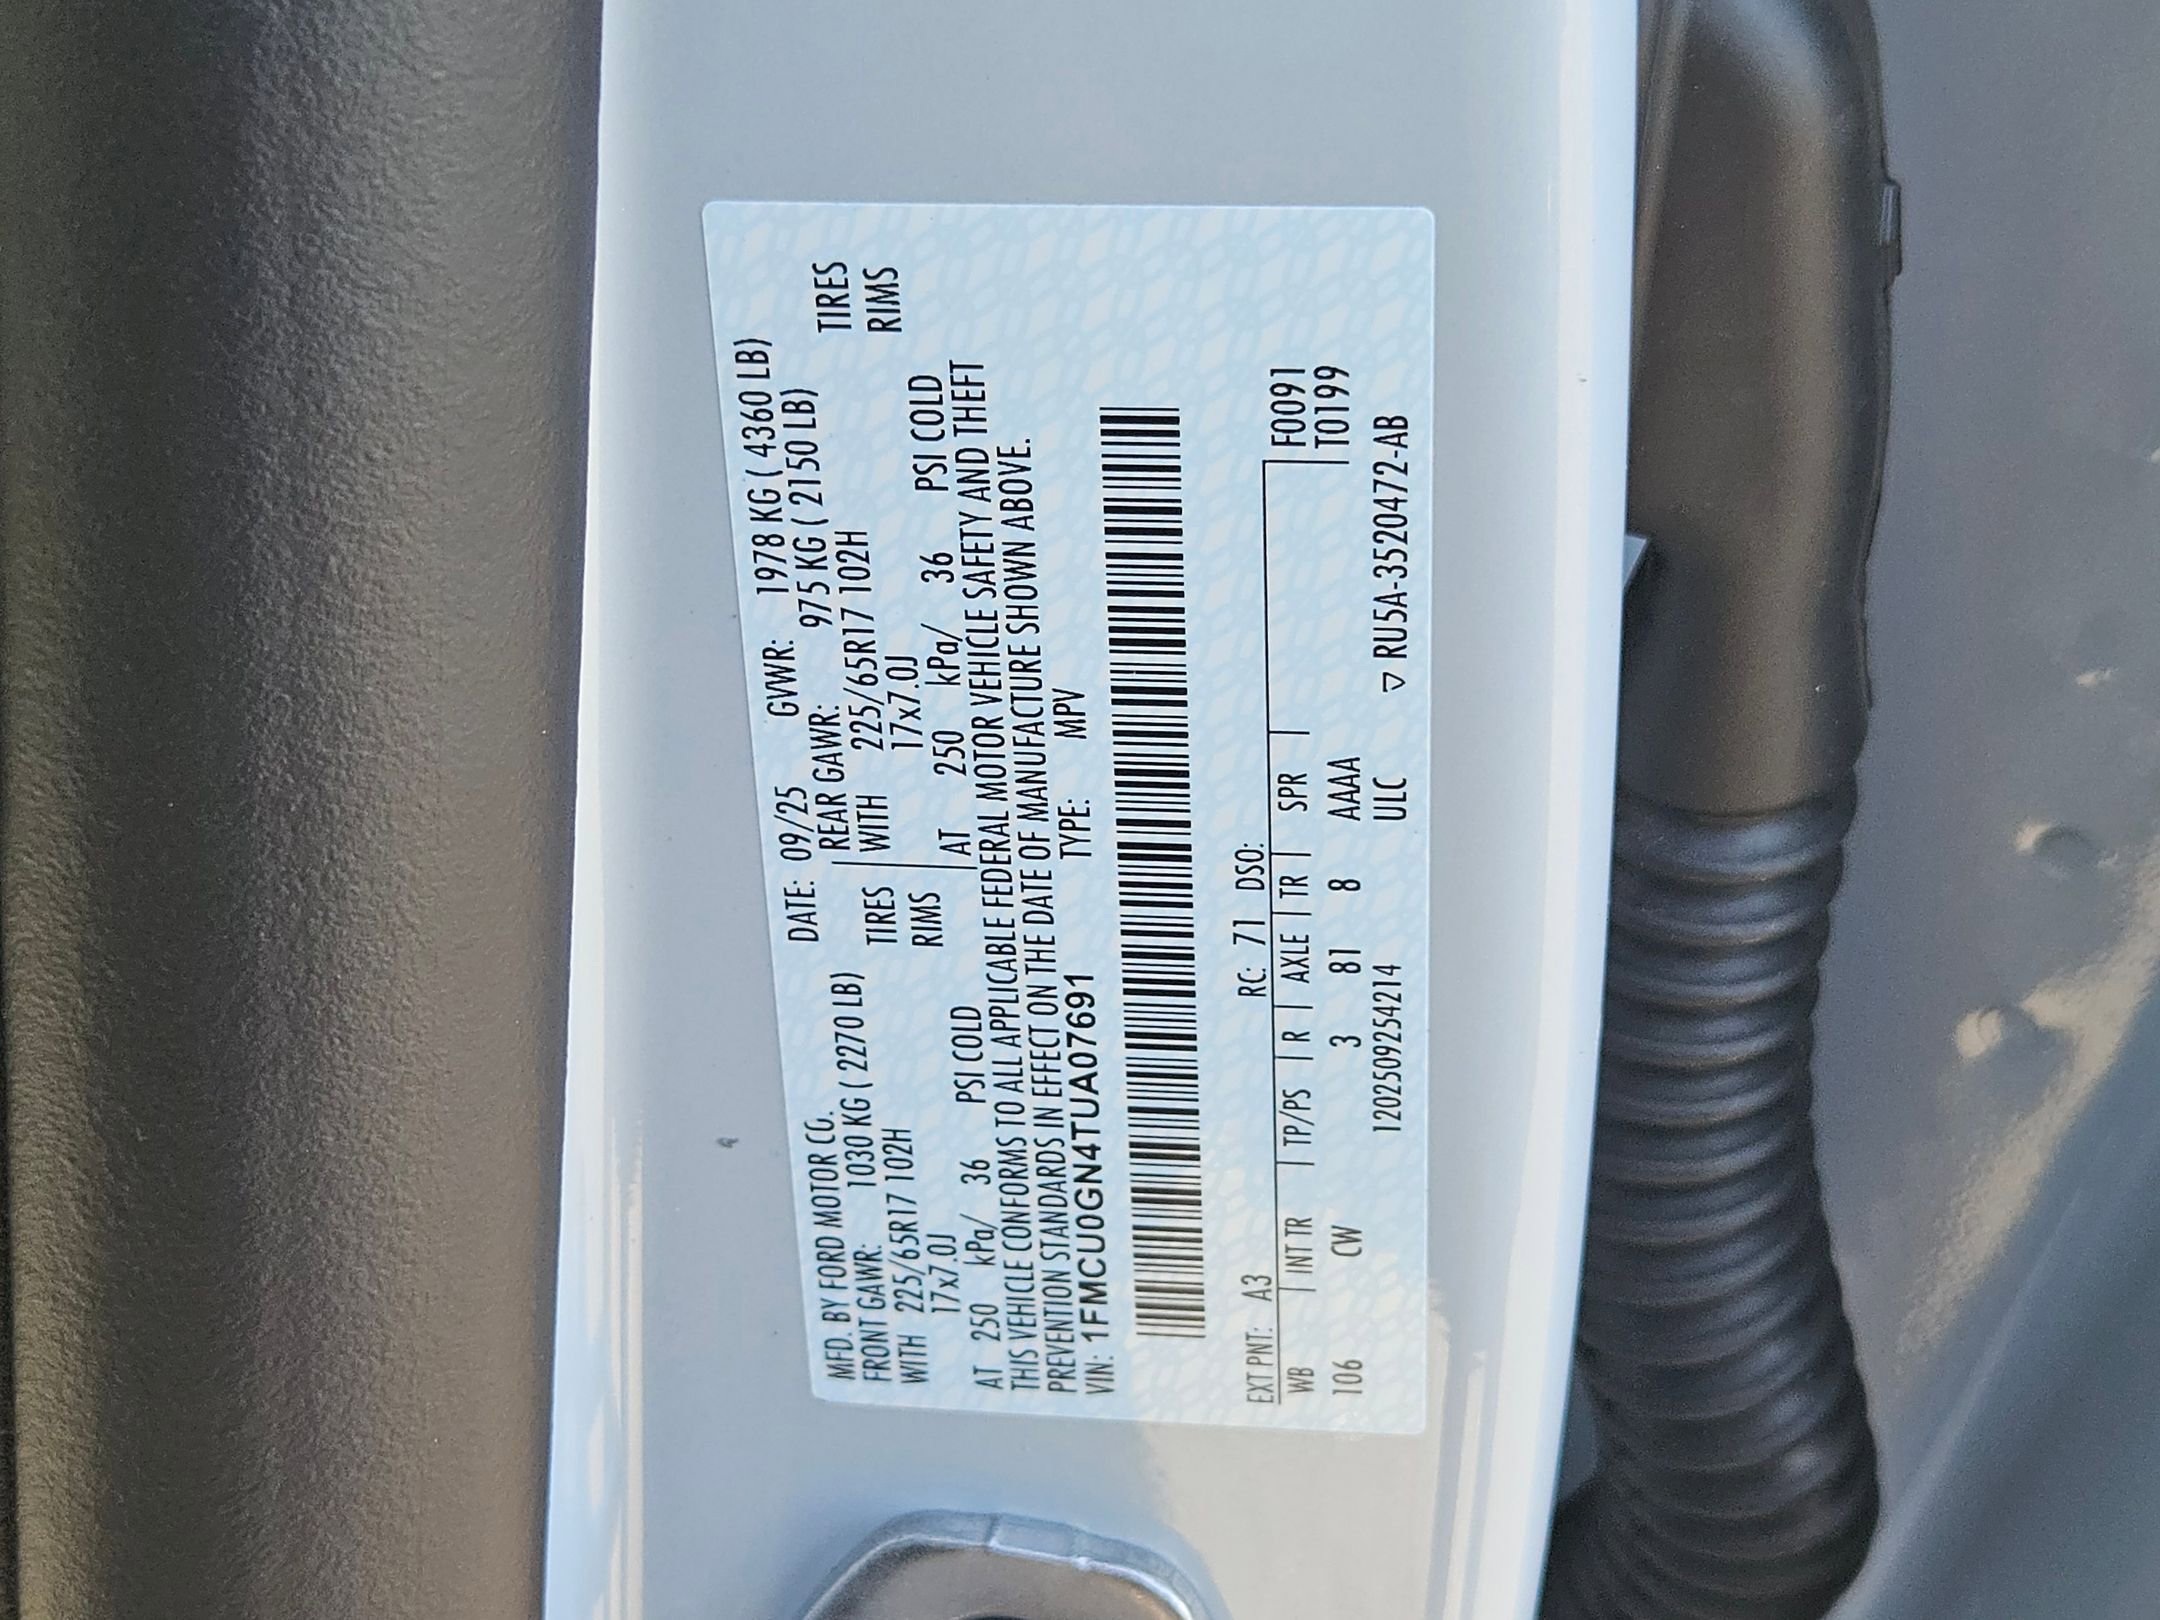 MFD. BY FORD MOTOR CO. DATE: 09/25 GVWR: 1978 KG ( 4360 LB)
FRONT GAWR: 1030 KG ( 2270 LB) REAR GAWR: 975 KG ( 2150 LB)
WITH 225/65R17 102H TIRES WITH 225/65R17 102H TIRES
17x7.0J RIMS 17x7.0J RIMS
AT 250 kPa/ 36 PSI COLD AT 250 kPa/ 36 PSI COLD
THIS VEHICLE CONFORMS TO ALL APPLICABLE FEDERAL MOTOR VEHICLE SAFETY AND THEFT
PREVENTION STANDARDS IN EFFECT ON THE DATE OF MANUFACTURE SHOWN ABOVE.
VIN: 1FMCU0GN4TUA07691 TYPE: MPV
EXT PNT: A3 RC: 71 DSO:
WB INT TR TP/PS R AXLE TR SPR F0091
106 CW 3 81 8 AAAA T0199
1202509254214 ULC ▽ RU5A-3520472-AB